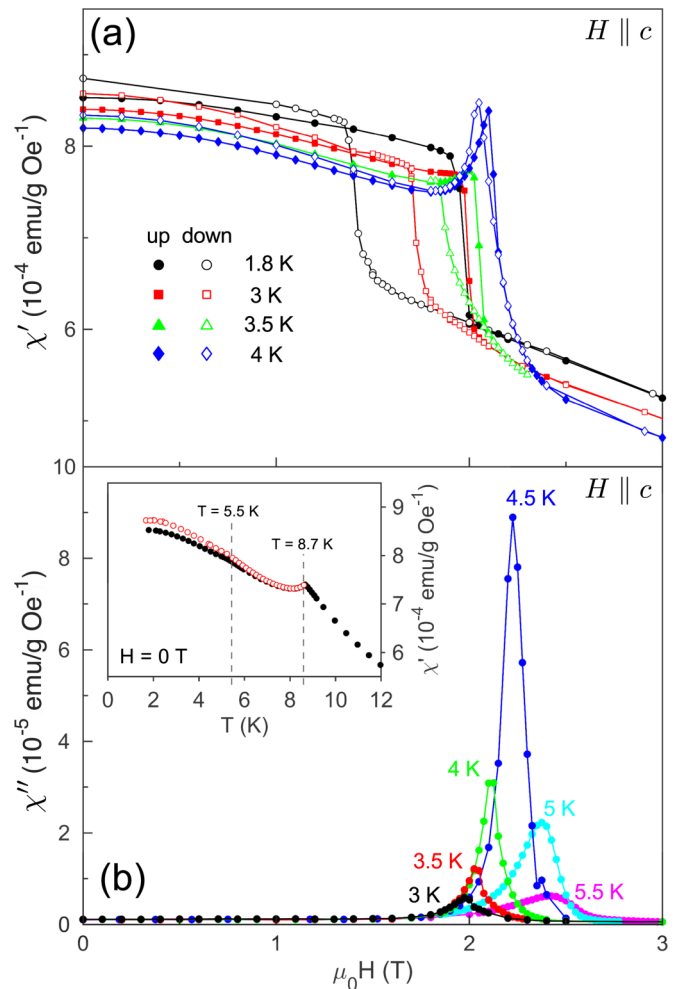 (a)
H ∥ c
8
6
χ′ (10⁻⁴ emu/g Oe⁻¹)
up down
1.8 K
3 K
3.5 K
4 K
10
H ∥ c
8
6
4
2
0
χ′′ (10⁻⁵ emu/g Oe⁻¹)
T = 5.5 K
T = 8.7 K
9
8
7
6
χ′ (10⁻⁴ emu/g Oe⁻¹)
H = 0 T
0 2 4 6 8 10 12
T (K)
4.5 K
4 K
5 K
3.5 K
3 K
5.5 K
(b)
0 1 2 3
μ₀H (T)